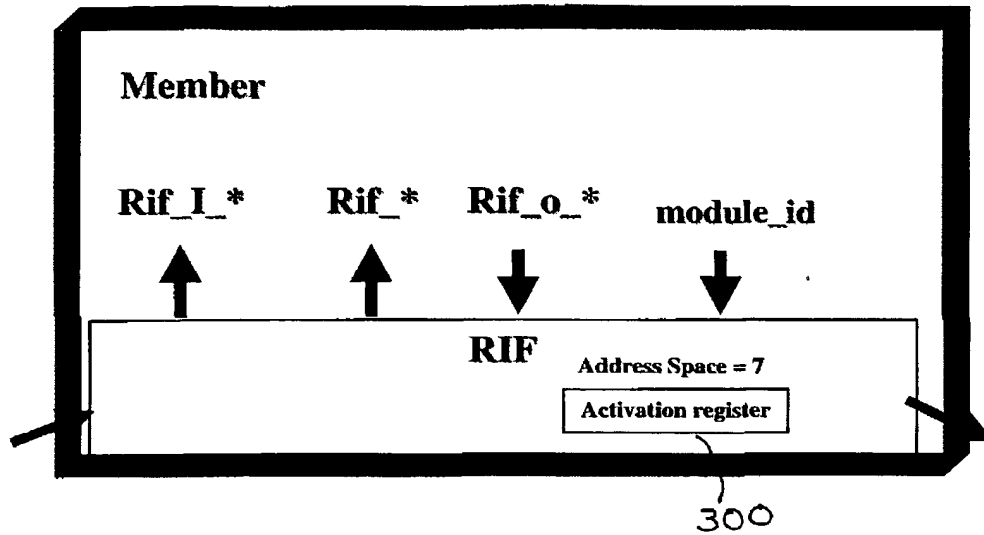 Member
Rif_I_* Rif_* Rif_o_* module_id
RIF
Address Space = 7
Activation register
300